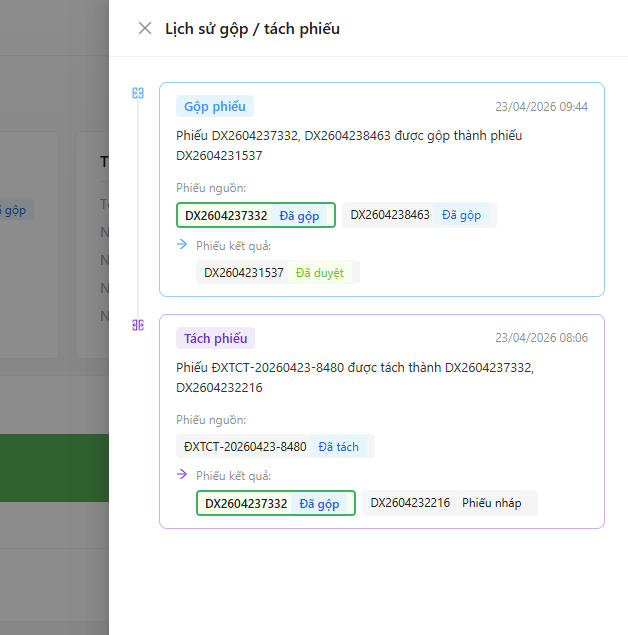 Lịch sử gộp / tách phiếu
T
gộp
T
N
N
N
N
Gộp phiếu 23/04/2026 09:44
Phiếu DX2604237332, DX2604238463 được gộp thành phiếu
DX2604231537
Phiếu nguồn:
DX2604237332 Đã gộp DX2604238463 Đã gộp
Phiếu kết quả:
DX2604231537 Đã duyệt
Tách phiếu 23/04/2026 08:06
Phiếu ĐXTCT-20260423-8480 được tách thành DX2604237332,
DX2604232216
Phiếu nguồn:
ĐXTCT-20260423-8480 Đã tách
Phiếu kết quả:
DX2604237332 Đã gộp DX2604232216 Phiếu nháp